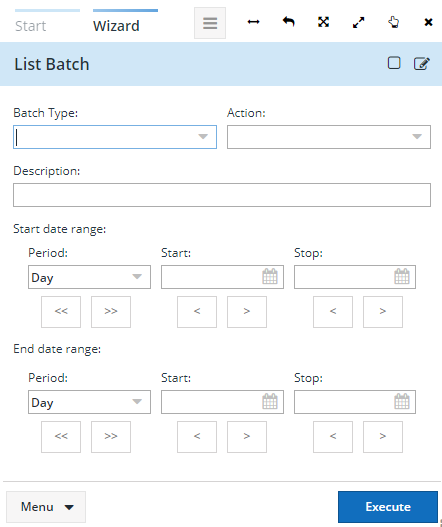 Start Wizard
List Batch
Batch Type: Action:
Description:
Start date range:
Period: Start: Stop:
Day
<< >> < > < >
End date range:
Period: Start: Stop:
Day
<< >> < > < >
Menu Execute